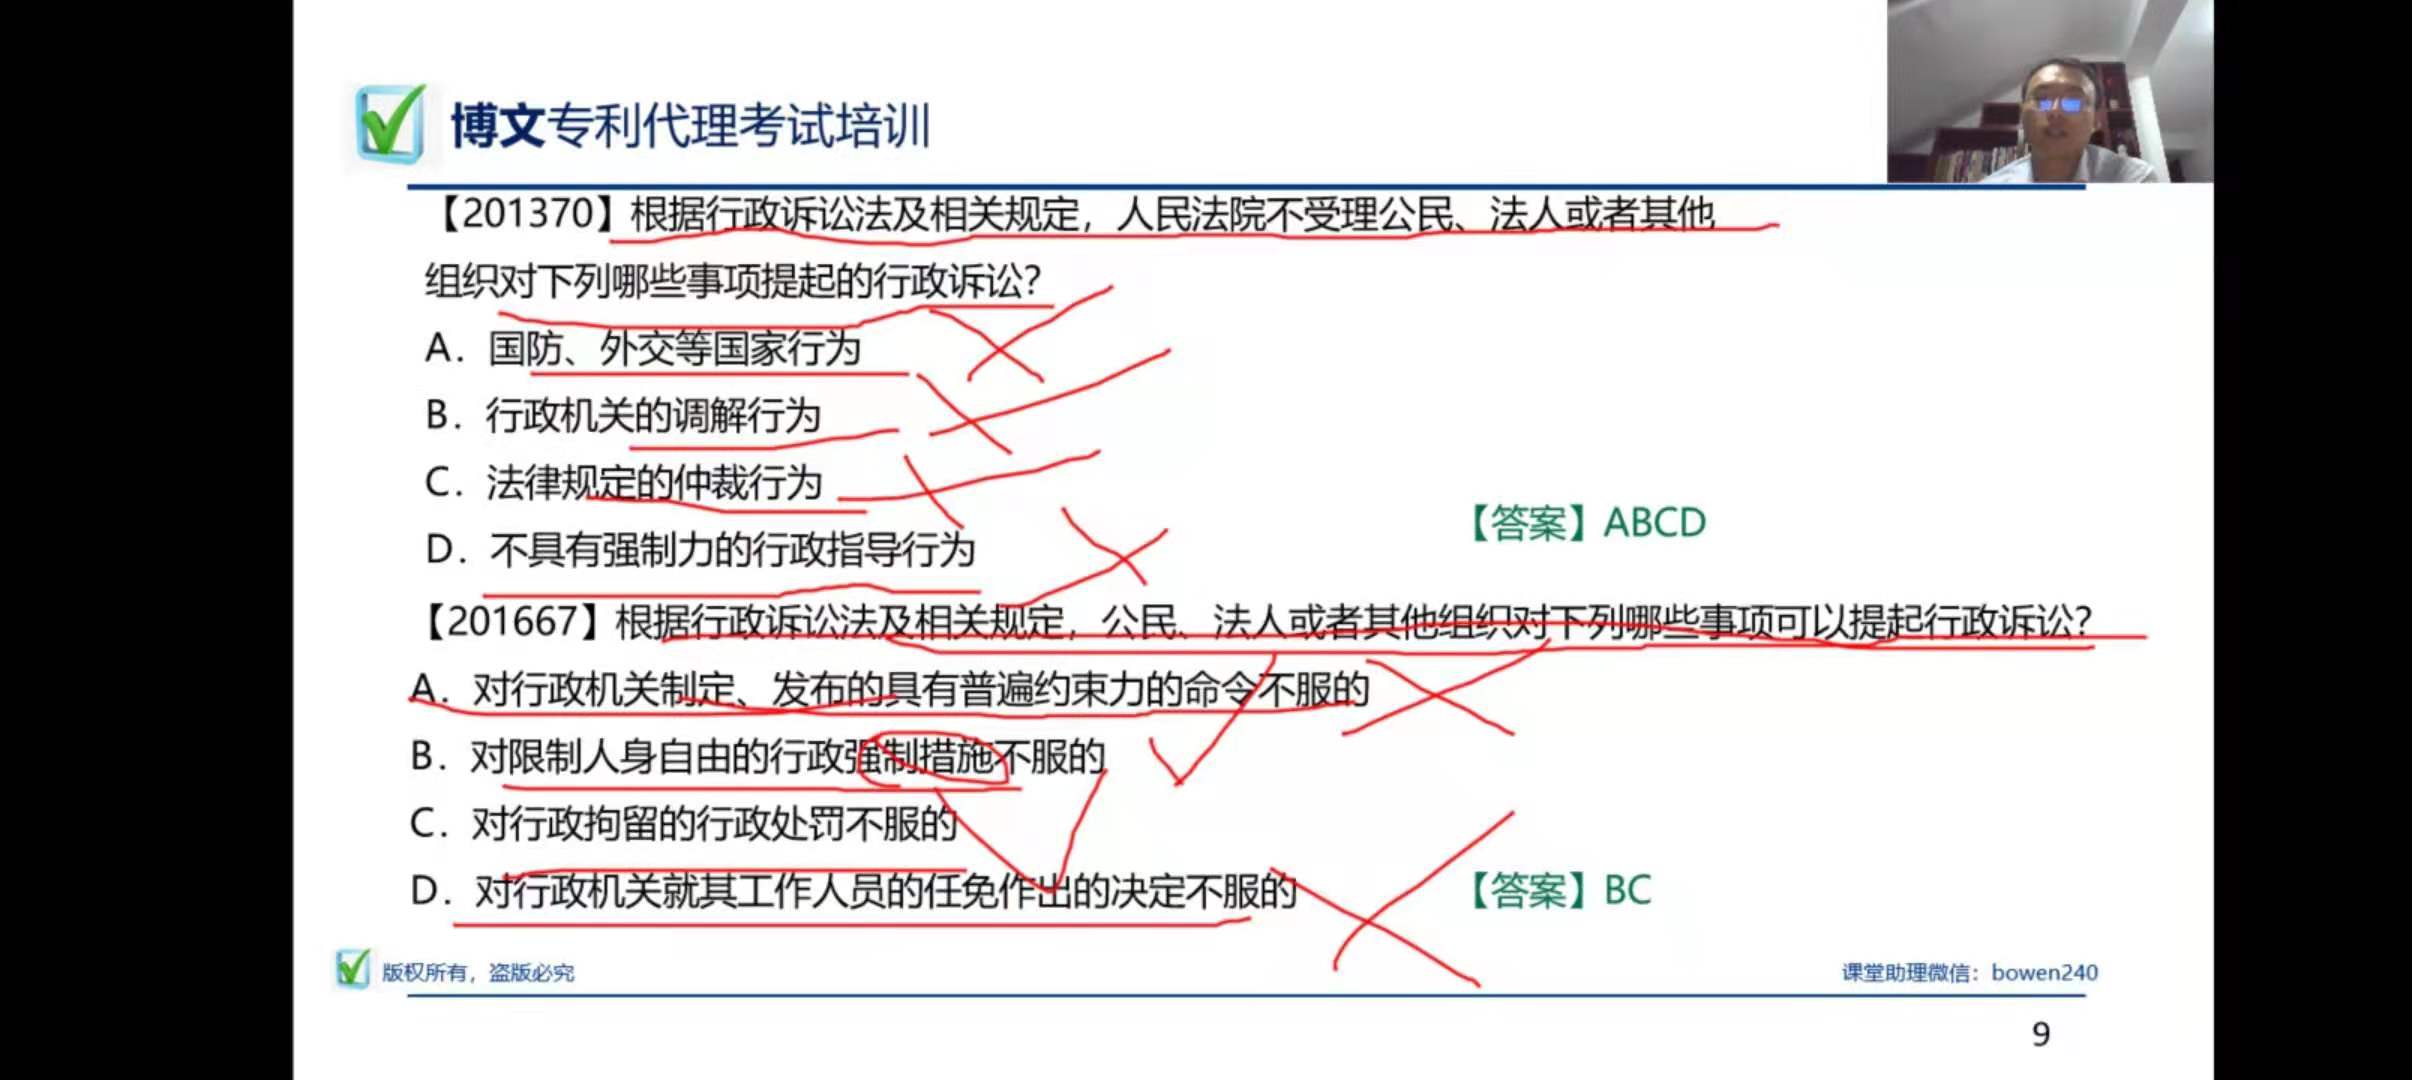 博文专利代理考试培训
【201370】根据行政诉讼法及相关规定，人民法院不受理公民、法人或者其他
组织对下列哪些事项提起的行政诉讼？
A．国防、外交等国家行为
B．行政机关的调解行为
C．法律规定的仲裁行为
D．不具有强制力的行政指导行为
【答案】ABCD
【201667】根据行政诉讼法及相关规定，公民、法人或者其他组织对下列哪些事项可以提起行政诉讼？
A．对行政机关制定、发布的具有普遍约束力的命令不服的
B．对限制人身自由的行政强制措施不服的
C．对行政拘留的行政处罚不服的
D．对行政机关就其工作人员的任免作出的决定不服的
【答案】BC
版权所有，盗版必究
课堂助理微信：bowen240
9